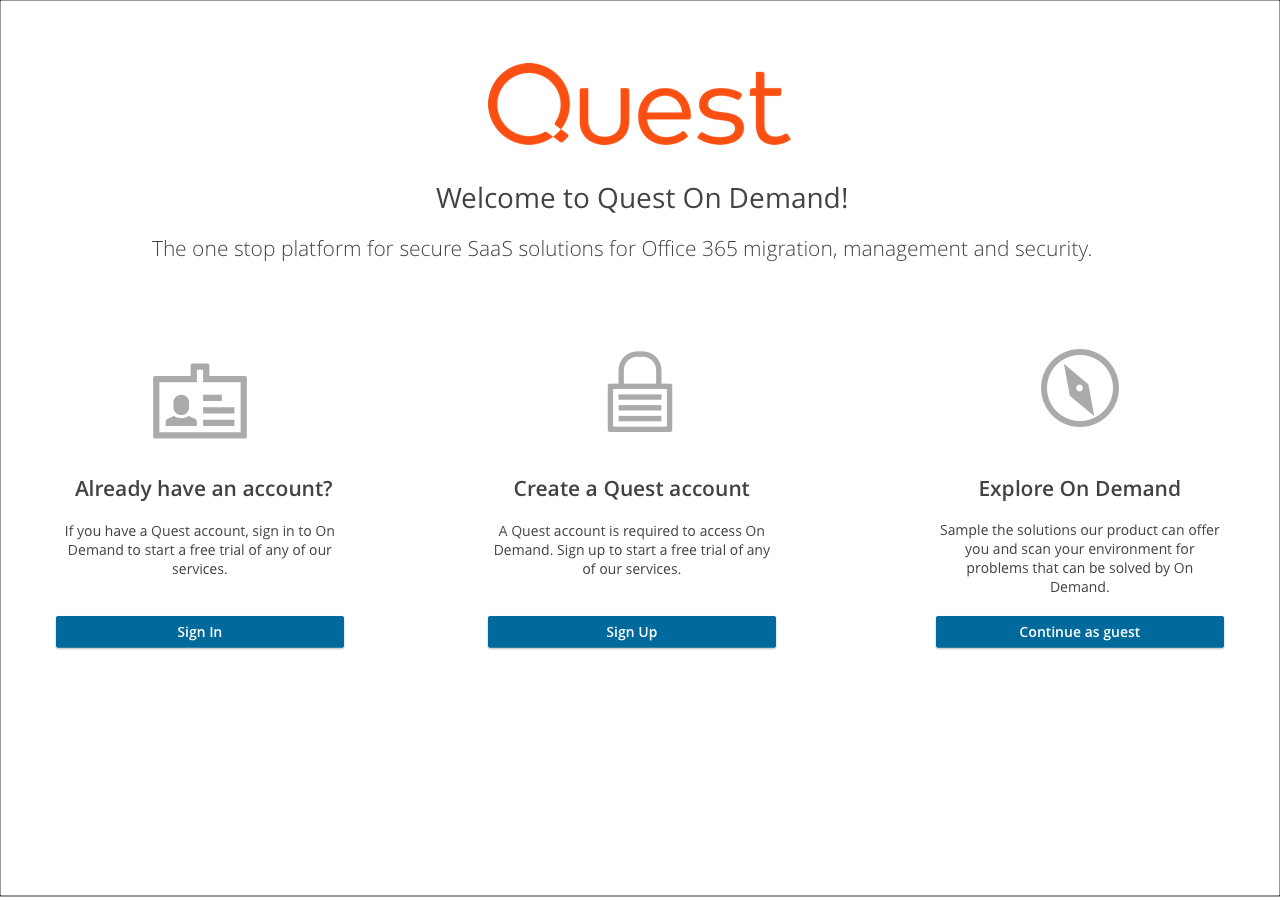 Quest
Welcome to Quest On Demand!
The one stop platform for secure SaaS solutions for Office 365 migration, management and security.
Already have an account?
If you have a Quest account, sign in to On
Demand to start a free trial of any of our
services.
Sign In
Create a Quest account
A Quest account is required to access On
Demand. Sign up to start a free trial of any
of our services.
Sign Up
Explore On Demand
Sample the solutions our product can offer
you and scan your environment for
problems that can be solved by On
Demand.
Continue as guest